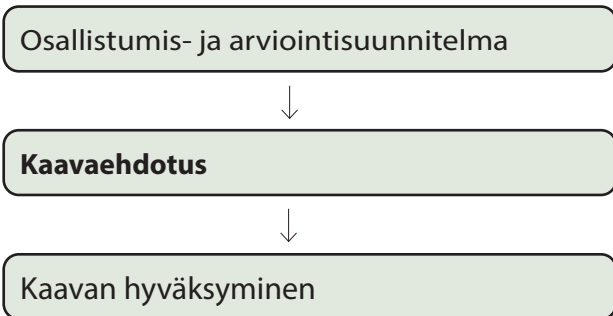 Osallistumis- ja arviointisuunnitelma
Kaavaehdotus
Kaavan hyväksyminen